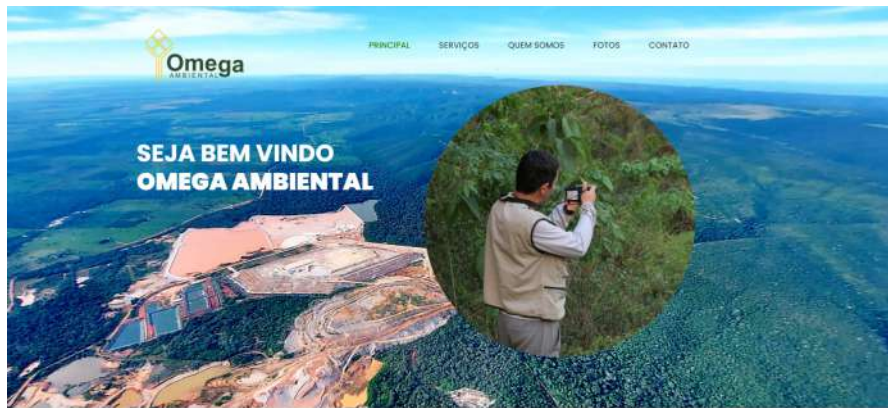 Omega
AMBIENTAL
PRINCIPAL
SERVIÇOS
QUEM SOMOS
FOTOS
CONTATO
SEJA BEM VINDO
OMEGA AMBIENTAL